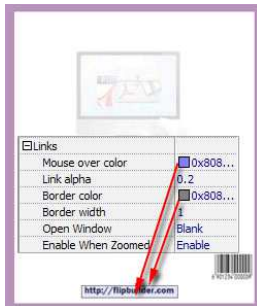 Links
Mouse over color 0x808...
Link alpha 0.2
Border color 0x808...
Border width 1
Open Window Blank
Enable When Zoomed Enable
http://flipbuilder.com